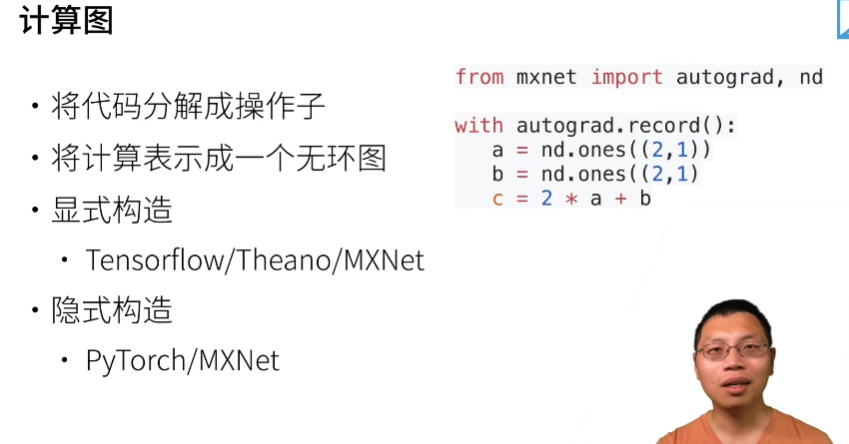 计算图
• 将代码分解成操作子
• 将计算表示成一个无环图
• 显式构造
• Tensorflow/Theano/MXNet
• 隐式构造
• PyTorch/MXNet
from mxnet import autograd, nd
with autograd.record():
a = nd.ones((2,1))
b = nd.ones((2,1)
c = 2 * a + b